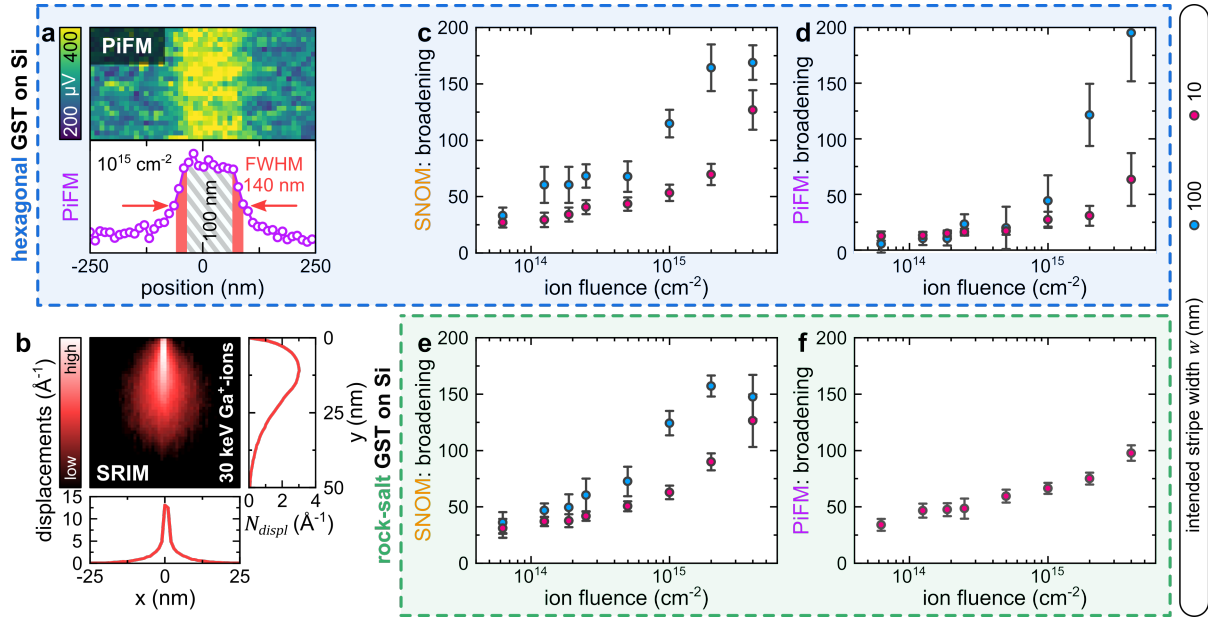 hexagonal GST on Si
a
PiFM
200 µV 400
PiFM
10¹⁵ cm⁻²
FWHM
140 nm
100 nm
-250 0 250
position (nm)
c
SNOM: broadening
200
150
100
50
0
10¹⁴ 10¹⁵
ion fluence (cm⁻²)
d
PiFM: broadening
200
150
100
50
0
10¹⁴ 10¹⁵
ion fluence (cm⁻²)
b
displacements (Å⁻¹)
low high
SRIM
30 keV Ga⁺-ions
0
25
50
y (nm)
0 2 4
N_displ (Å⁻¹)
15
10
5
0
-25 0 25
x (nm)
rock-salt GST on Si
e
SNOM: broadening
200
150
100
50
0
10¹⁴ 10¹⁵
ion fluence (cm⁻²)
f
PiFM: broadening
200
150
100
50
0
10¹⁴ 10¹⁵
ion fluence (cm⁻²)
intended stripe width w (nm)
100
10